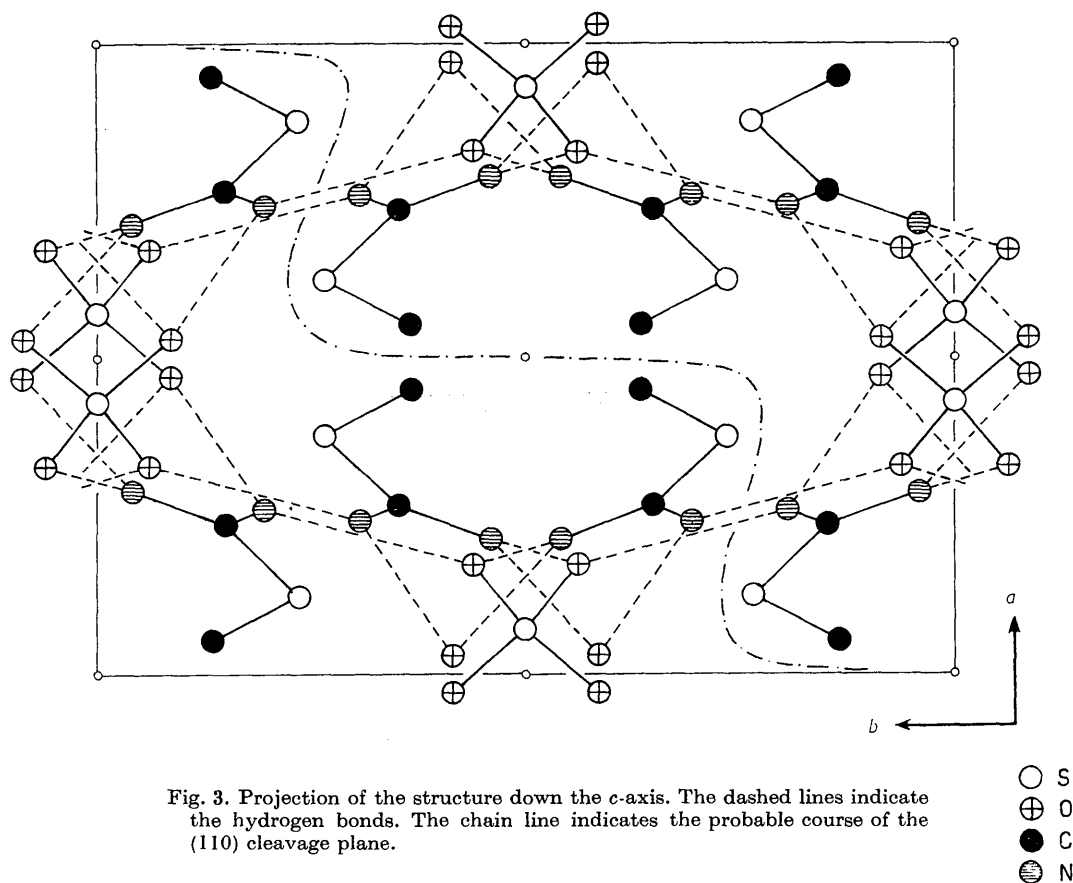 a
b
S
O
C
N
Fig. 3. Projection of the structure down the c-axis. The dashed lines indicate
the hydrogen bonds. The chain line indicates the probable course of the
(110) cleavage plane.